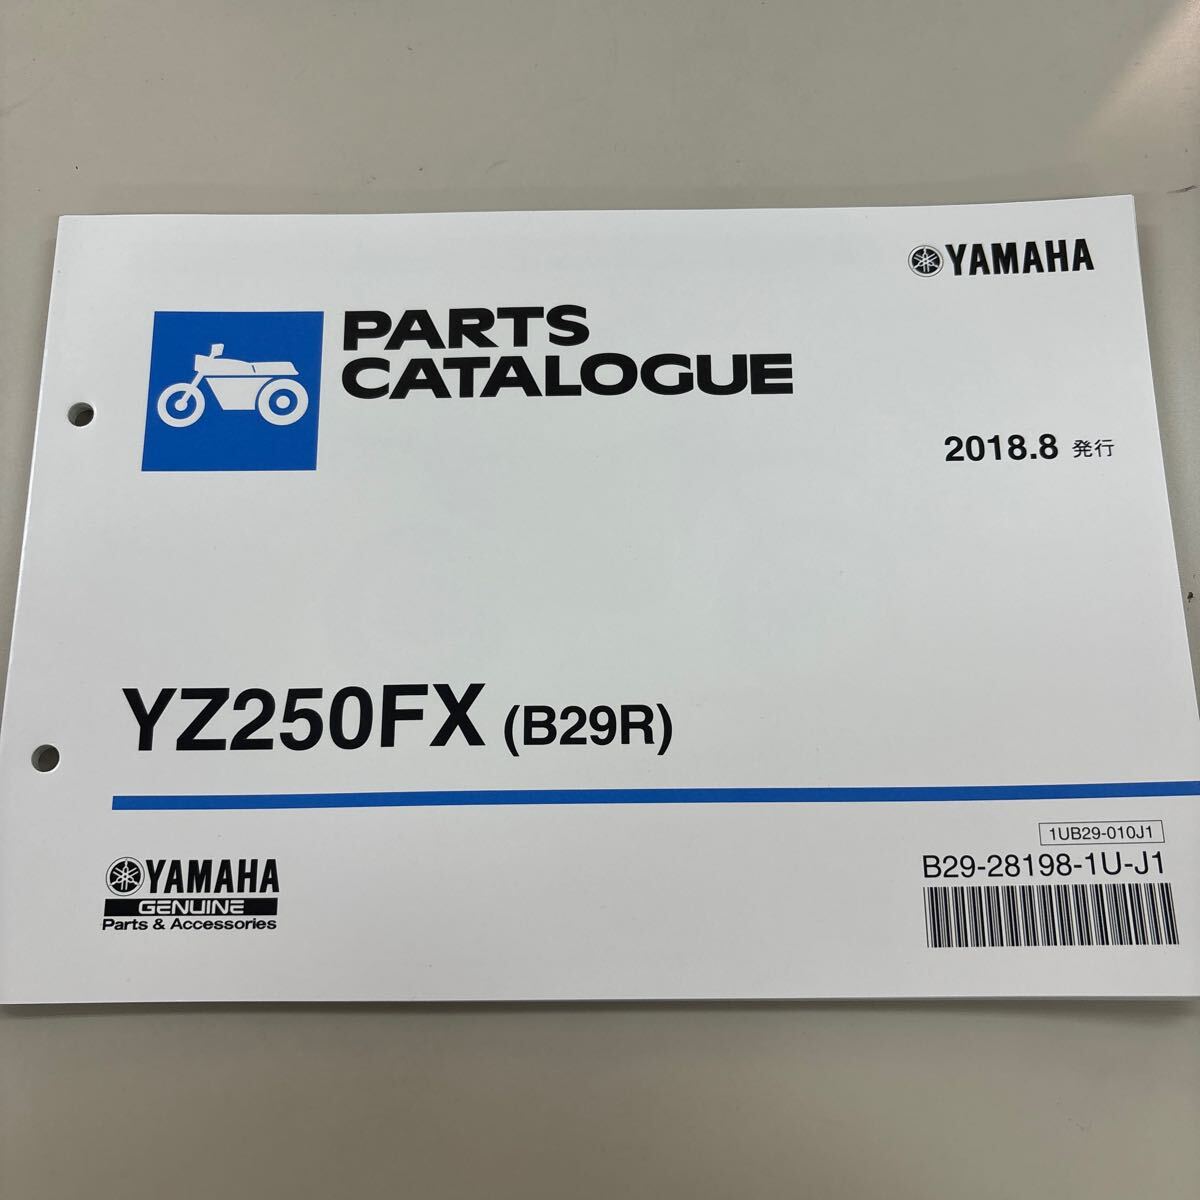 YAMAHA
PARTS
CATALOGUE
2018.8 発行
YZ250FX (B29R)
1UB29-010J1
B29-28198-1U-J1
YAMAHA
GENUINE
Parts & Accessories